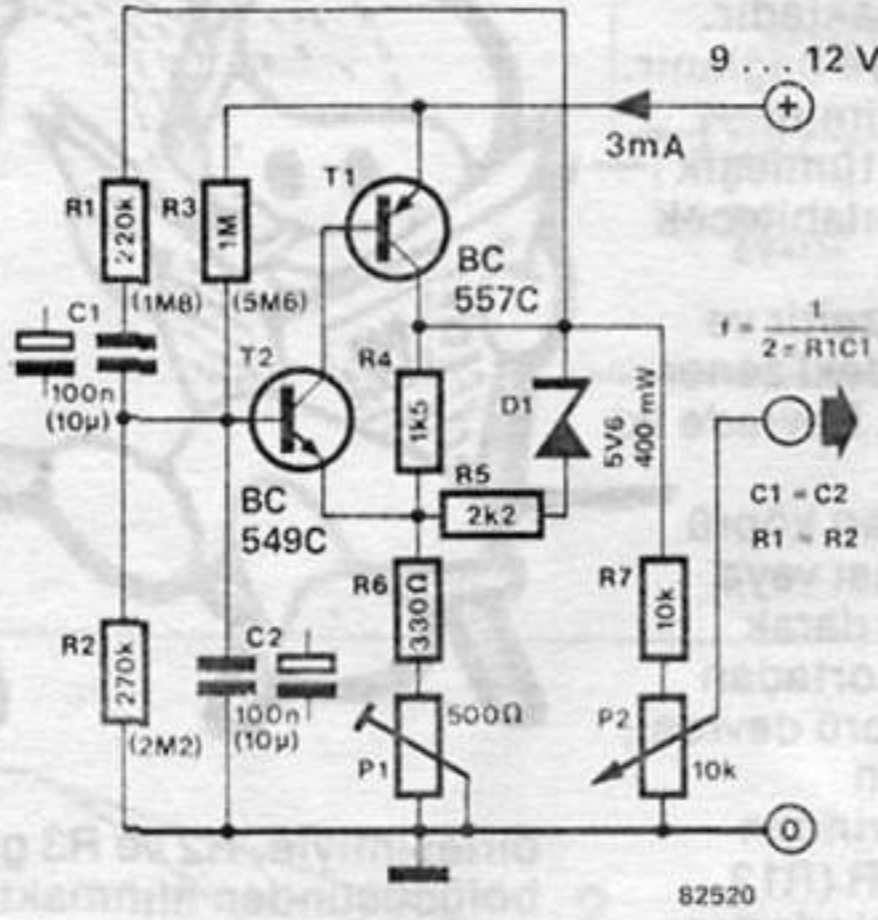 9 . . . 12 V
+
3mA
T1
R1
220k
R3
1M
BC
557C
(1M8)
(5M6)
C1
f = 1
2 π R1C1
T2
R4
1k5
D1
5V6
400 mW
100n
(10µ)
R5
2k2
C1 = C2
R1 ≈ R2
BC
549C
R6
330Ω
R7
10k
R2
270k
C2
100n
(10µ)
(2M2)
500Ω
P1
P2
10k
0
82520